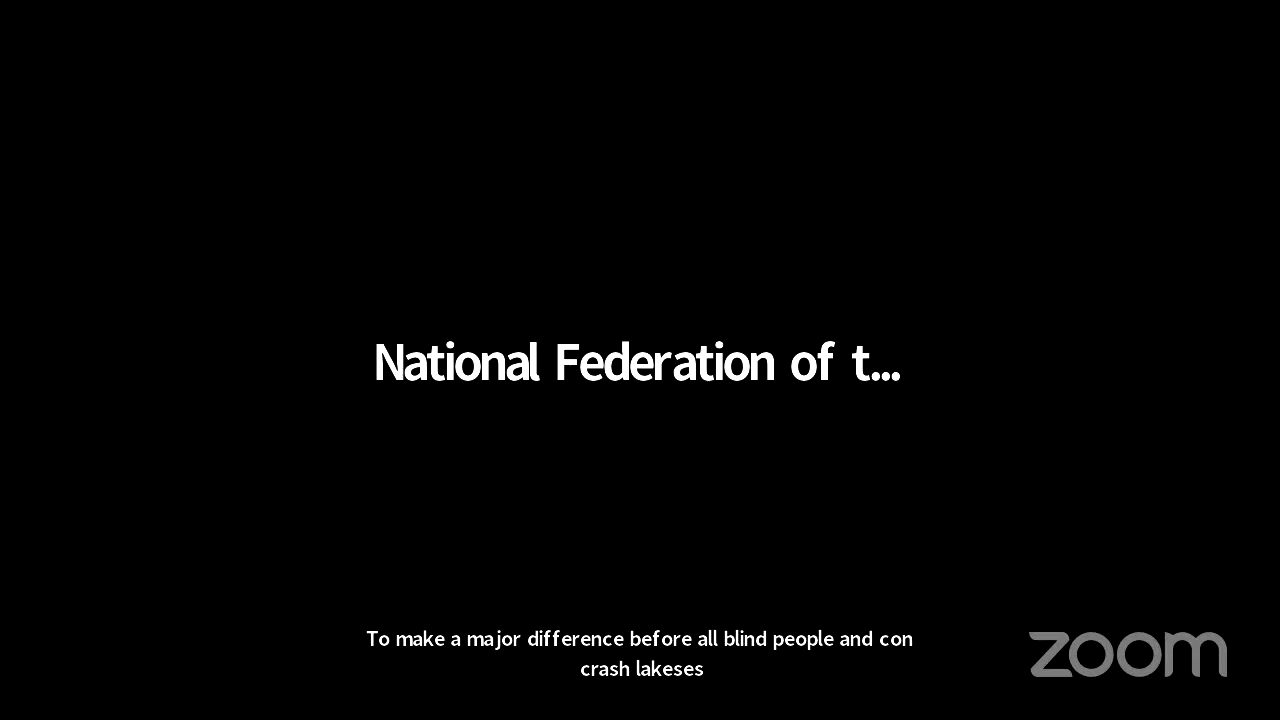 National Federation of t...
To make a major difference before all blind people and con
crash lakeses
zoom